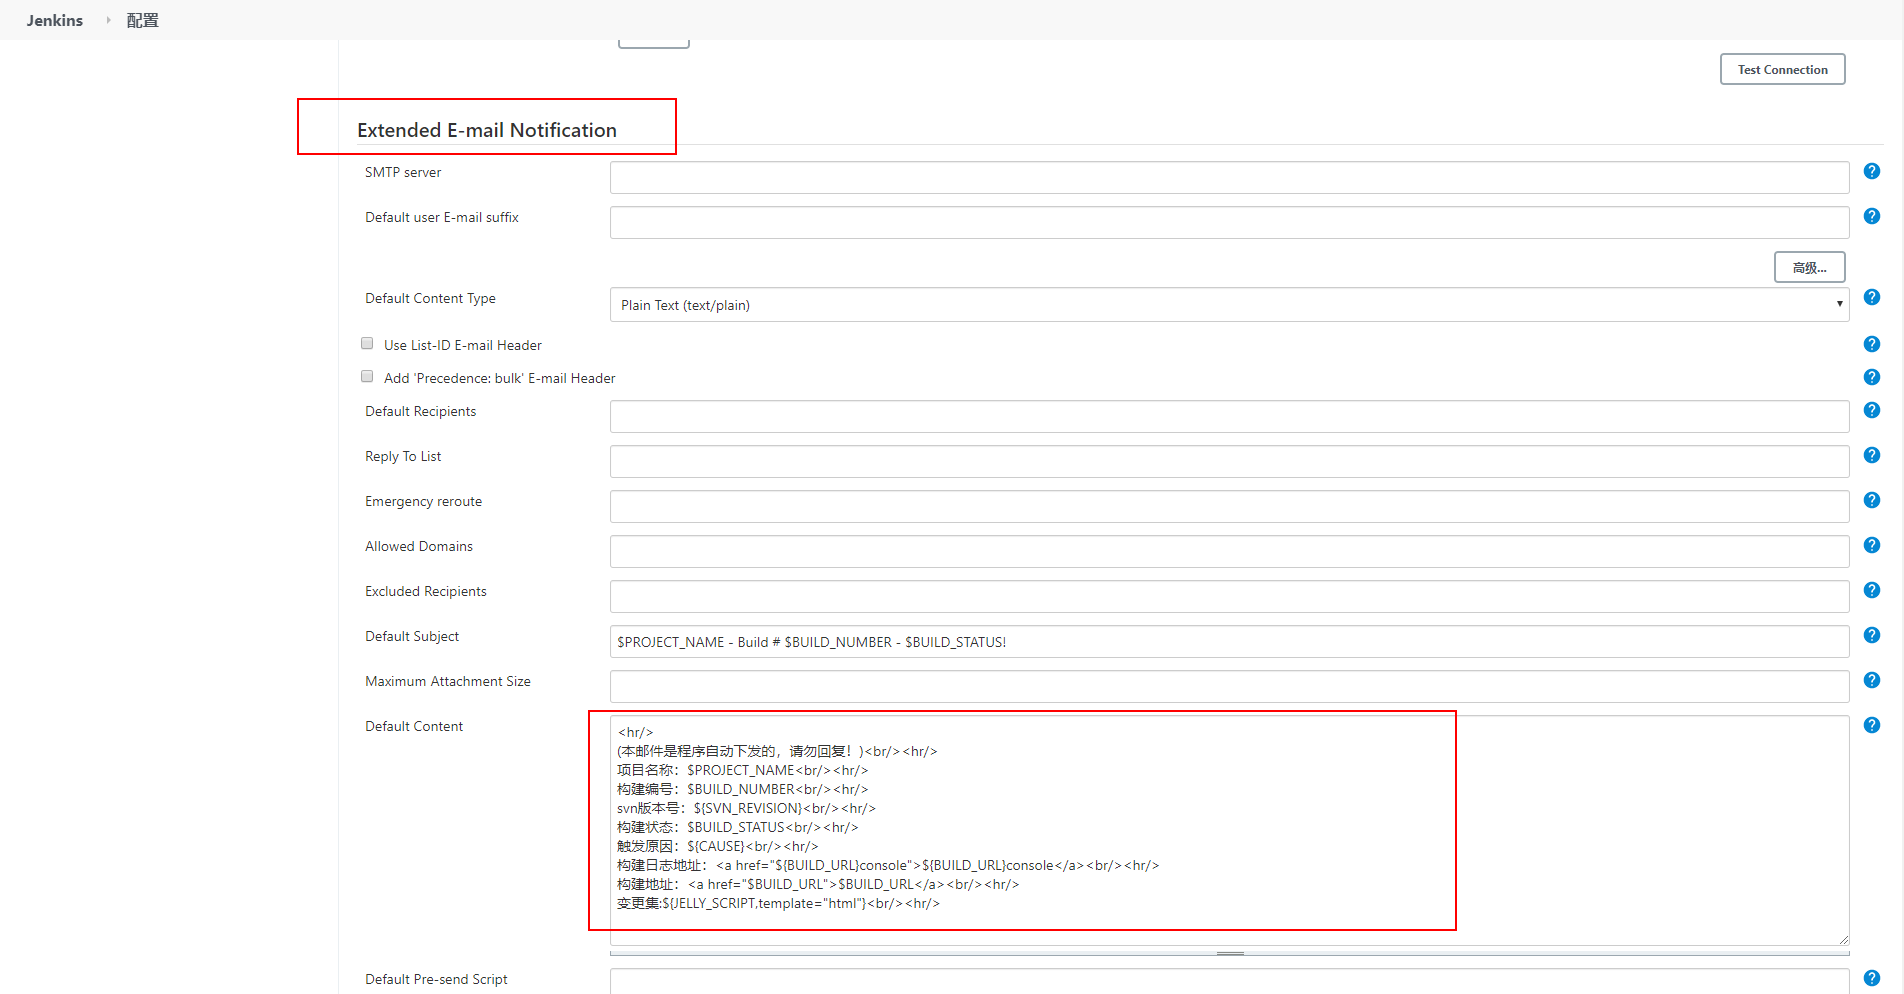 Jenkins 配置
Test Connection
Extended E-mail Notification
SMTP server
Default user E-mail suffix
高级...
Default Content Type
Plain Text (text/plain)
Use List-ID E-mail Header
Add 'Precedence: bulk' E-mail Header
Default Recipients
Reply To List
Emergency reroute
Allowed Domains
Excluded Recipients
Default Subject
$PROJECT_NAME - Build # $BUILD_NUMBER - $BUILD_STATUS!
Maximum Attachment Size
Default Content
<hr/>
(本邮件是程序自动下发的，请勿回复！)<br/><hr/>
项目名称：$PROJECT_NAME<br/><hr/>
构建编号：$BUILD_NUMBER<br/><hr/>
svn版本号：${SVN_REVISION}<br/><hr/>
构建状态：$BUILD_STATUS<br/><hr/>
触发原因：${CAUSE}<br/><hr/>
构建日志地址：<a href="${BUILD_URL}console">${BUILD_URL}console</a><br/><hr/>
构建地址：<a href="$BUILD_URL">$BUILD_URL</a><br/><hr/>
变更集:${JELLY_SCRIPT,template="html"}<br/><hr/>
Default Pre-send Script